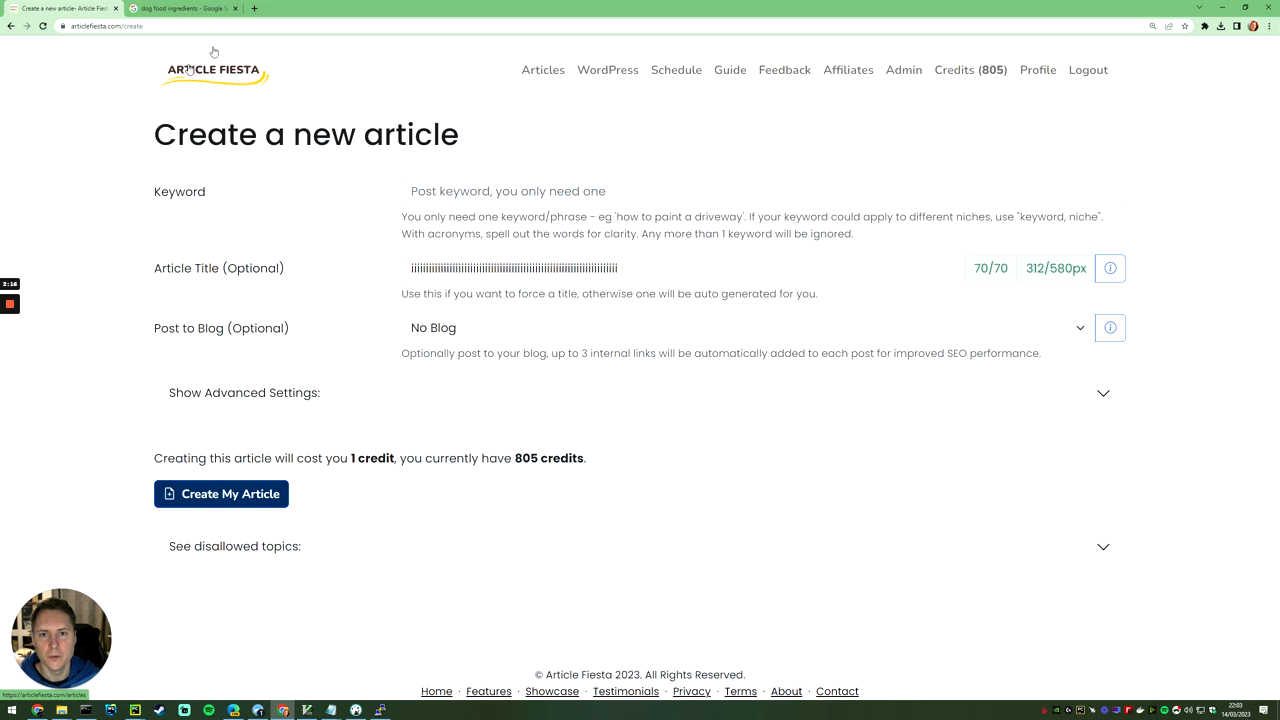 Create a new article- Article Fies
dog food ingredients - Google S
articlefiesta.com/create
ARTICLE FIESTA
Articles WordPress Schedule Guide Feedback Affiliates Admin Credits (805) Profile Logout
Create a new article
Keyword
Post keyword, you only need one
You only need one keyword/phrase - eg 'how to paint a driveway'. If your keyword could apply to different niches, use "keyword, niche".
With acronyms, spell out the words for clarity. Any more than 1 keyword will be ignored.
Article Title (Optional)
iiiiiiiiiiiiiiiiiiiiiiiiiiiiiiiiiiiiiiiiiiiiiiiiiiiiiiiiiiiiiiiiiiiiii
70/70
312/580px
Use this if you want to force a title, otherwise one will be auto generated for you.
2:16
Post to Blog (Optional)
No Blog
Optionally post to your blog, up to 3 internal links will be automatically added to each post for improved SEO performance.
Show Advanced Settings:
Creating this article will cost you 1 credit, you currently have 805 credits.
Create My Article
See disallowed topics:
© Article Fiesta 2023. All Rights Reserved.
Home · Features · Showcase · Testimonials · Privacy · Terms · About · Contact
https://articlefiesta.com/articles
22:03
14/03/2023